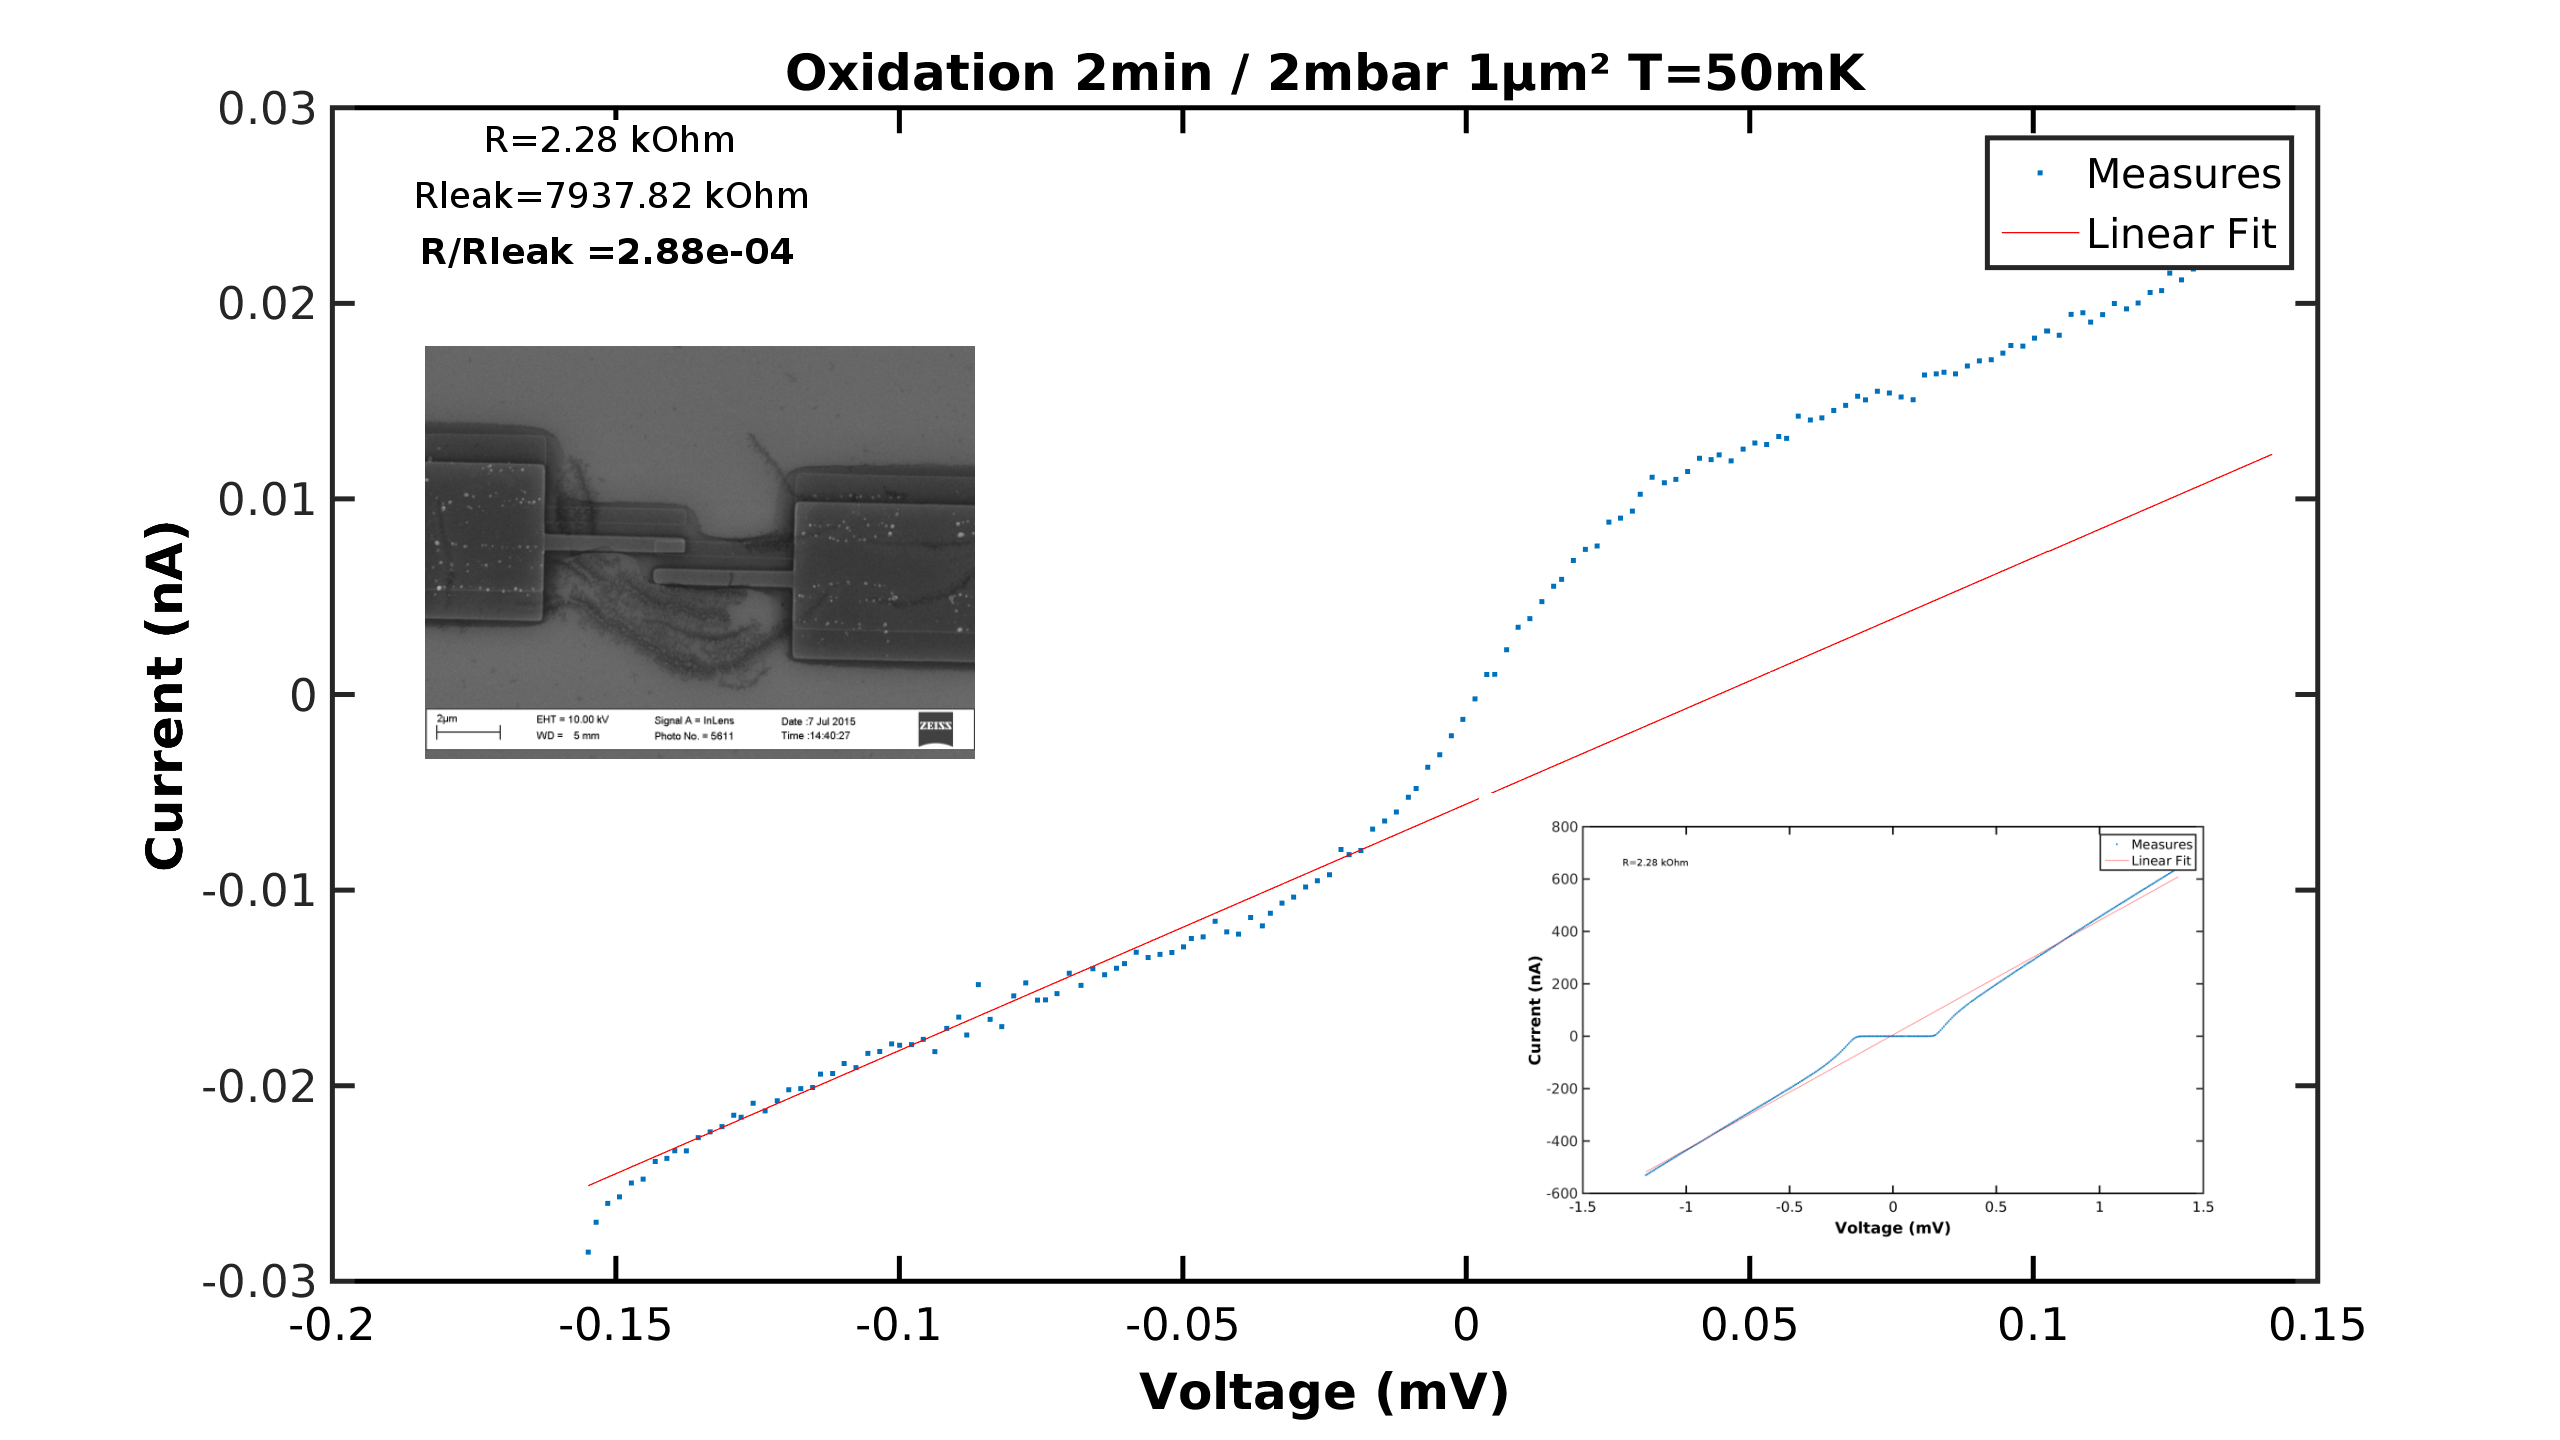 Oxidation 2min / 2mbar 1µm² T=50mK
R=2.28 kOhm
Rleak=7937.82 kOhm
R/Rleak =2.88e-04
Measures
Linear Fit
0.03
0.02
0.01
0
-0.01
-0.02
-0.03
Current (nA)
2µm
EHT = 10.00 kV
WD = 5 mm
Signal A = InLens
Photo No. = 5611
Date :7 Jul 2015
Time :14:40:27
ZEISS
R=2.28 kOhm
Measures
Linear Fit
800
600
400
200
0
-200
-400
-600
Current (nA)
-1.5 -1 -0.5 0 0.5 1 1.5
Voltage (mV)
-0.2 -0.15 -0.1 -0.05 0 0.05 0.1 0.15
Voltage (mV)